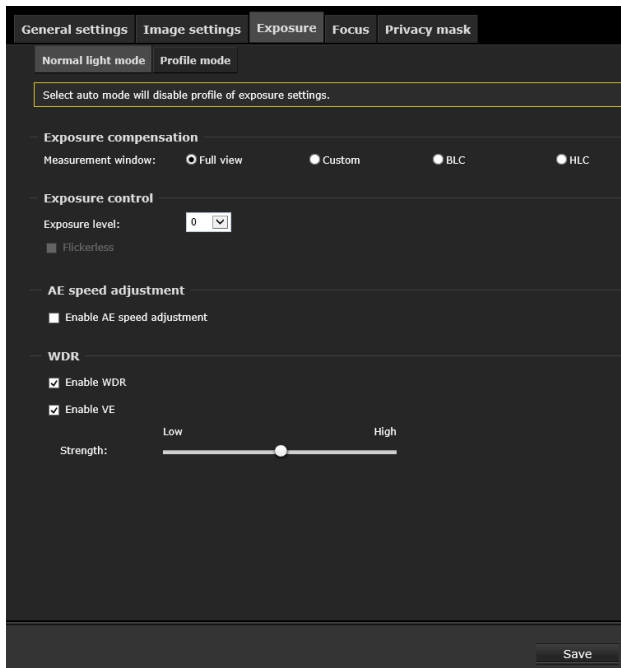 General settings Image settings Exposure Focus Privacy mask
Normal light mode Profile mode
Select auto mode will disable profile of exposure settings.
Exposure compensation
Measurement window: Full view Custom BLC HLC
Exposure control
Exposure level: 0
Flickerless
AE speed adjustment
Enable AE speed adjustment
WDR
Enable WDR
Enable VE
Low High
Strength:
Save